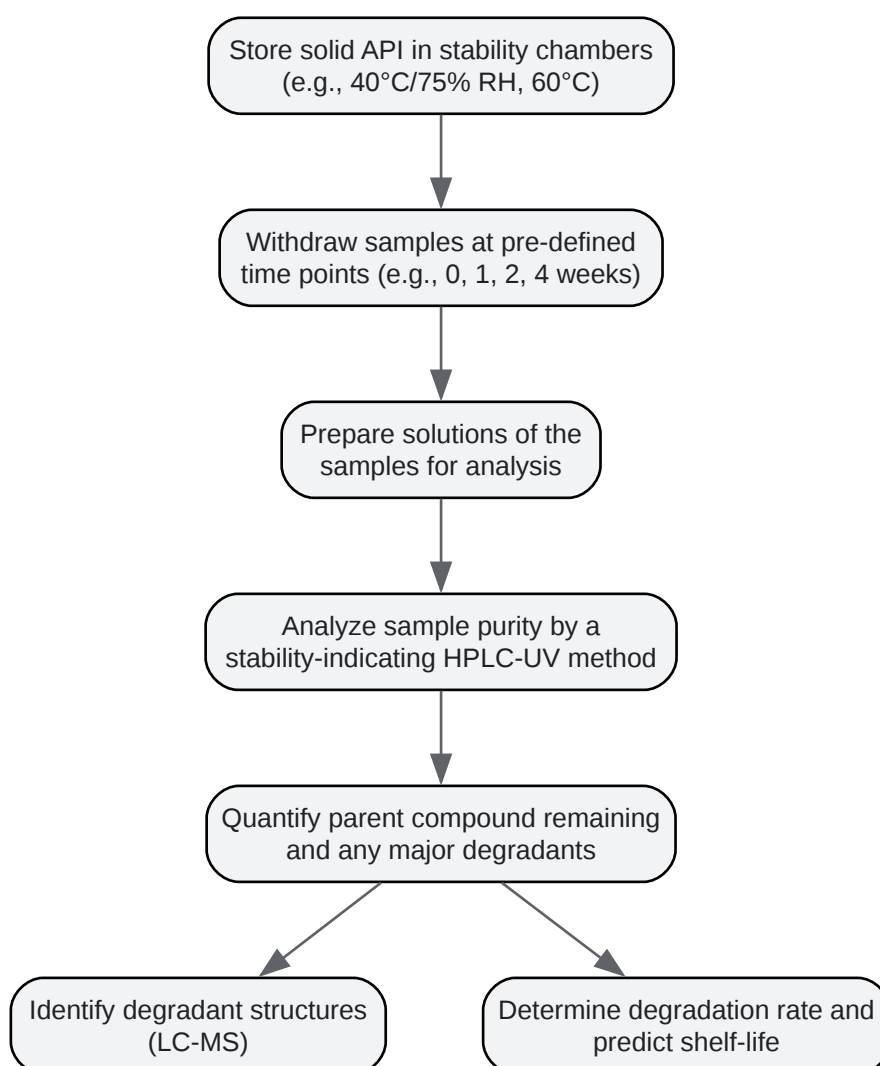 Store solid API in stability chambers
(e.g., 40°C/75% RH, 60°C)
Withdraw samples at pre-defined
time points (e.g., 0, 1, 2, 4 weeks)
Prepare solutions of the
samples for analysis
Analyze sample purity by a
stability-indicating HPLC-UV method
Quantify parent compound remaining
and any major degradants
Identify degradant structures
(LC-MS)
Determine degradation rate and
predict shelf-life